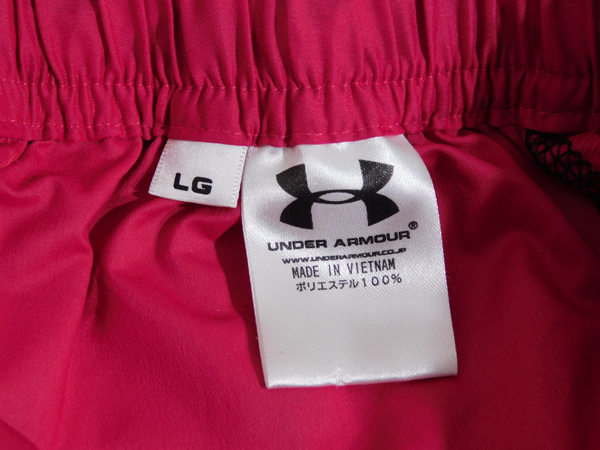 LG
UNDER ARMOUR®
WWW.UNDERARMOUR.CO.JP
MADE IN VIETNAM
ポリエステル100%